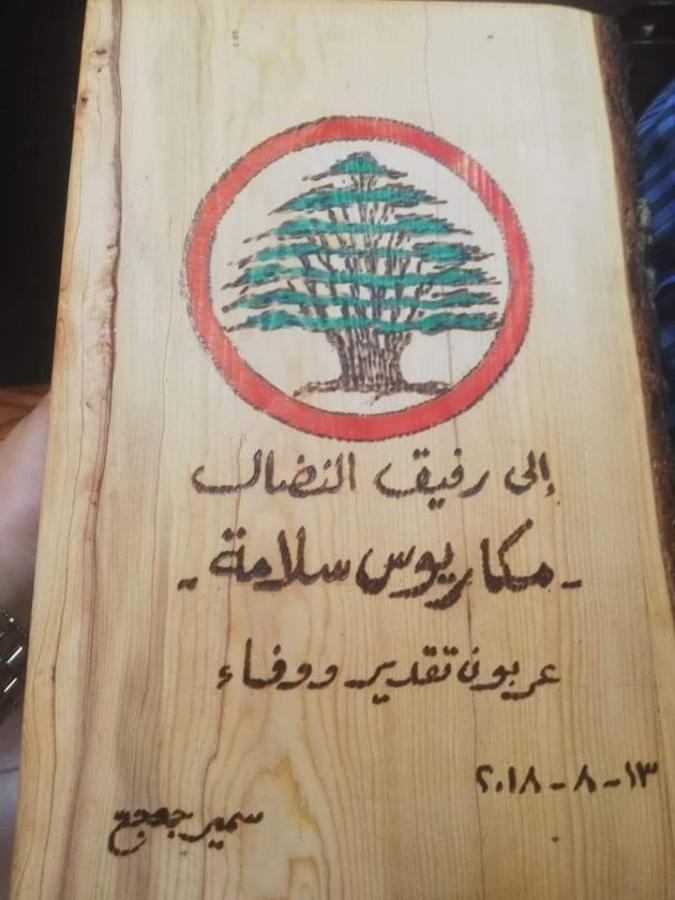 إلى رفيق النضال
- مكاريوس سلامة -
عربون تقدير ووفاء
١٣-٨-٢٠١٨
سمير جعجع